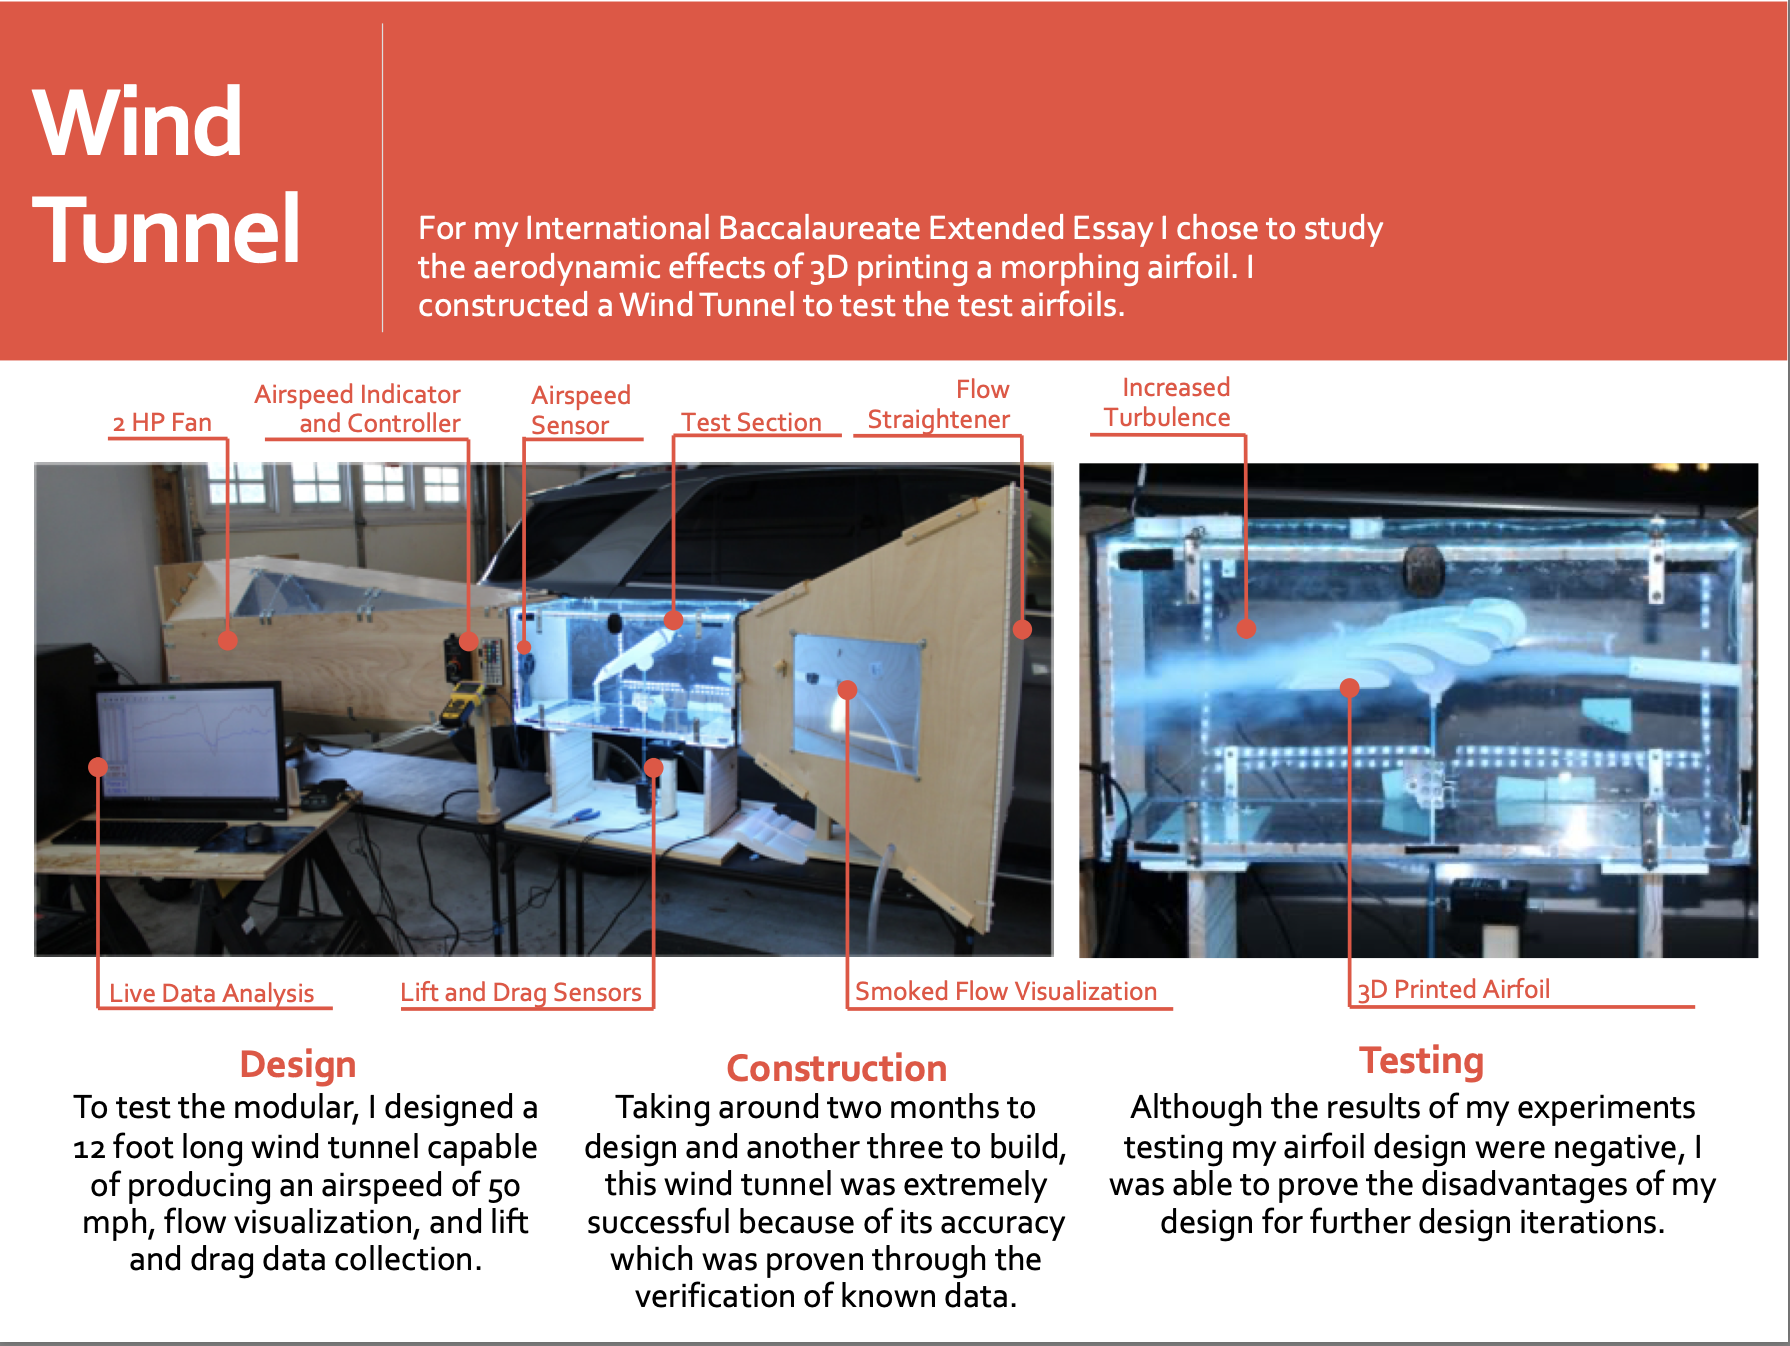 Wind
Tunnel
For my International Baccalaureate Extended Essay I chose to study
the aerodynamic effects of 3D printing a morphing airfoil. I
constructed a Wind Tunnel to test the test airfoils.
2 HP Fan
Airspeed Indicator
and Controller
Airspeed
Sensor
Test Section
Flow
Straightener
Increased
Turbulence
Live Data Analysis
Lift and Drag Sensors
Smoked Flow Visualization
3D Printed Airfoil
Design
To test the modular, I designed a
12 foot long wind tunnel capable
of producing an airspeed of 50
mph, flow visualization, and lift
and drag data collection.
Construction
Taking around two months to
design and another three to build,
this wind tunnel was extremely
successful because of its accuracy
which was proven through the
verification of known data.
Testing
Although the results of my experiments
testing my airfoil design were negative, I
was able to prove the disadvantages of my
design for further design iterations.